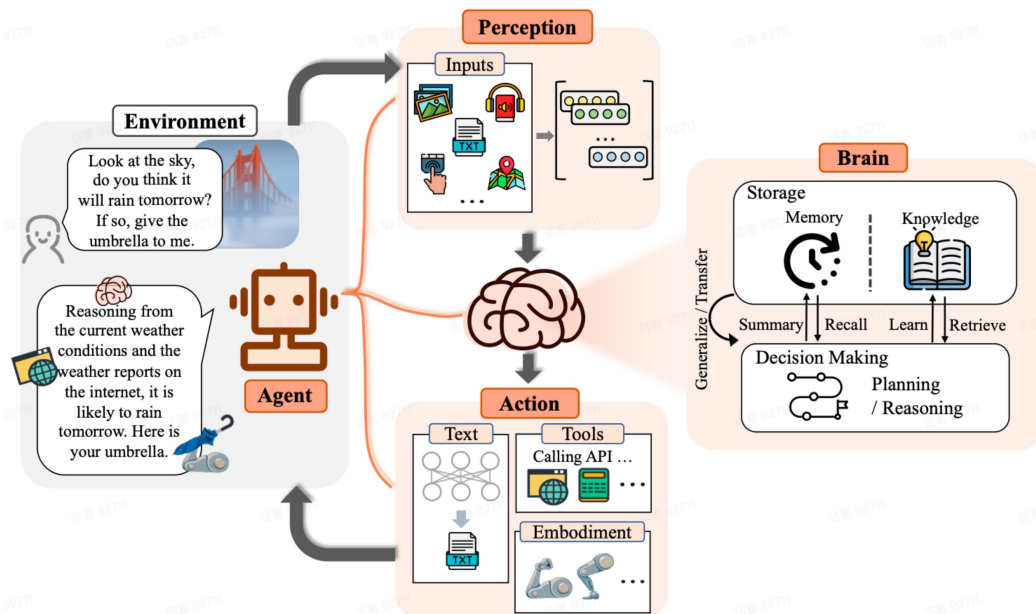 Perception
Inputs
TXT
...
...
Environment
Look at the sky,
do you think it
will rain tomorrow?
If so, give the
umbrella to me.
Reasoning from
the current weather
conditions and the
weather reports on
the internet, it is
likely to rain
tomorrow. Here is
your umbrella.
Agent
Brain
Storage
Memory
Knowledge
Generalize / Transfer
Summary
Recall
Learn
Retrieve
Decision Making
Planning
/ Reasoning
Action
Text
TXT
Tools
Calling API ...
...
Embodiment
...
访客 92711